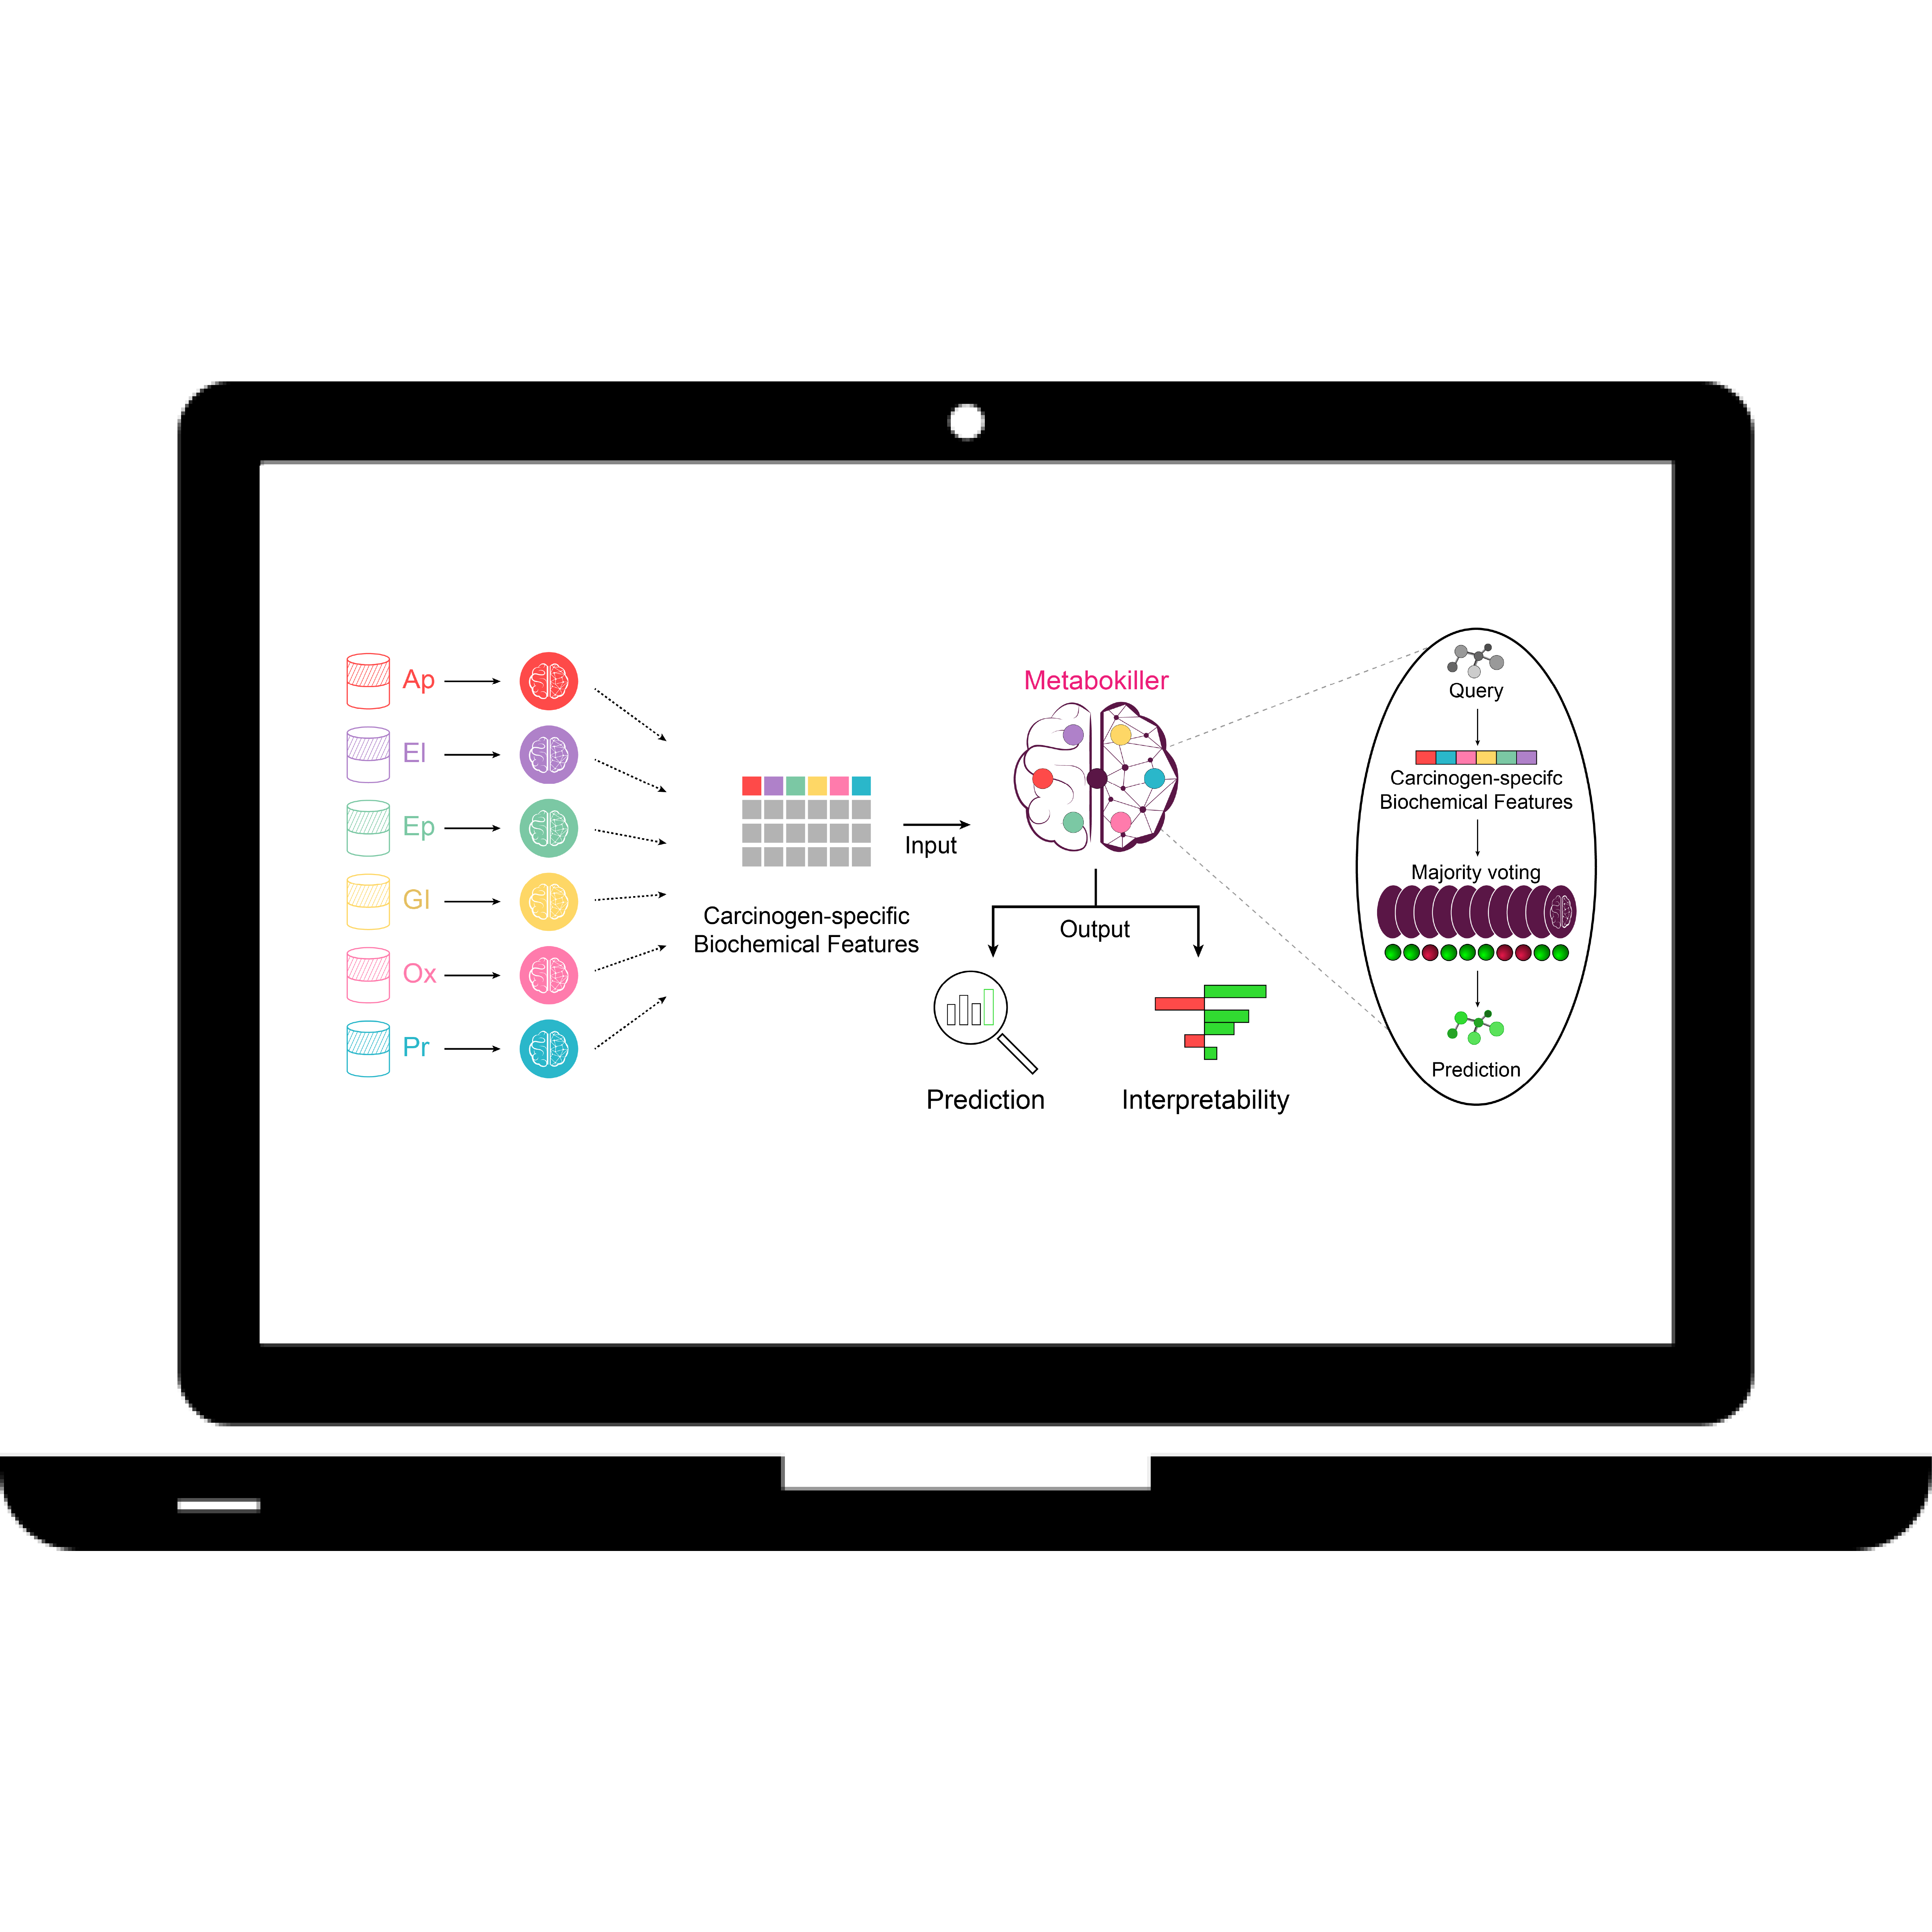 Ap
El
Ep
Gl
Ox
Pr
Carcinogen-specific
Biochemical Features
Input
Metabokiller
Output
Prediction
Interpretability
Query
Carcinogen-specifc
Biochemical Features
Majority voting
Prediction